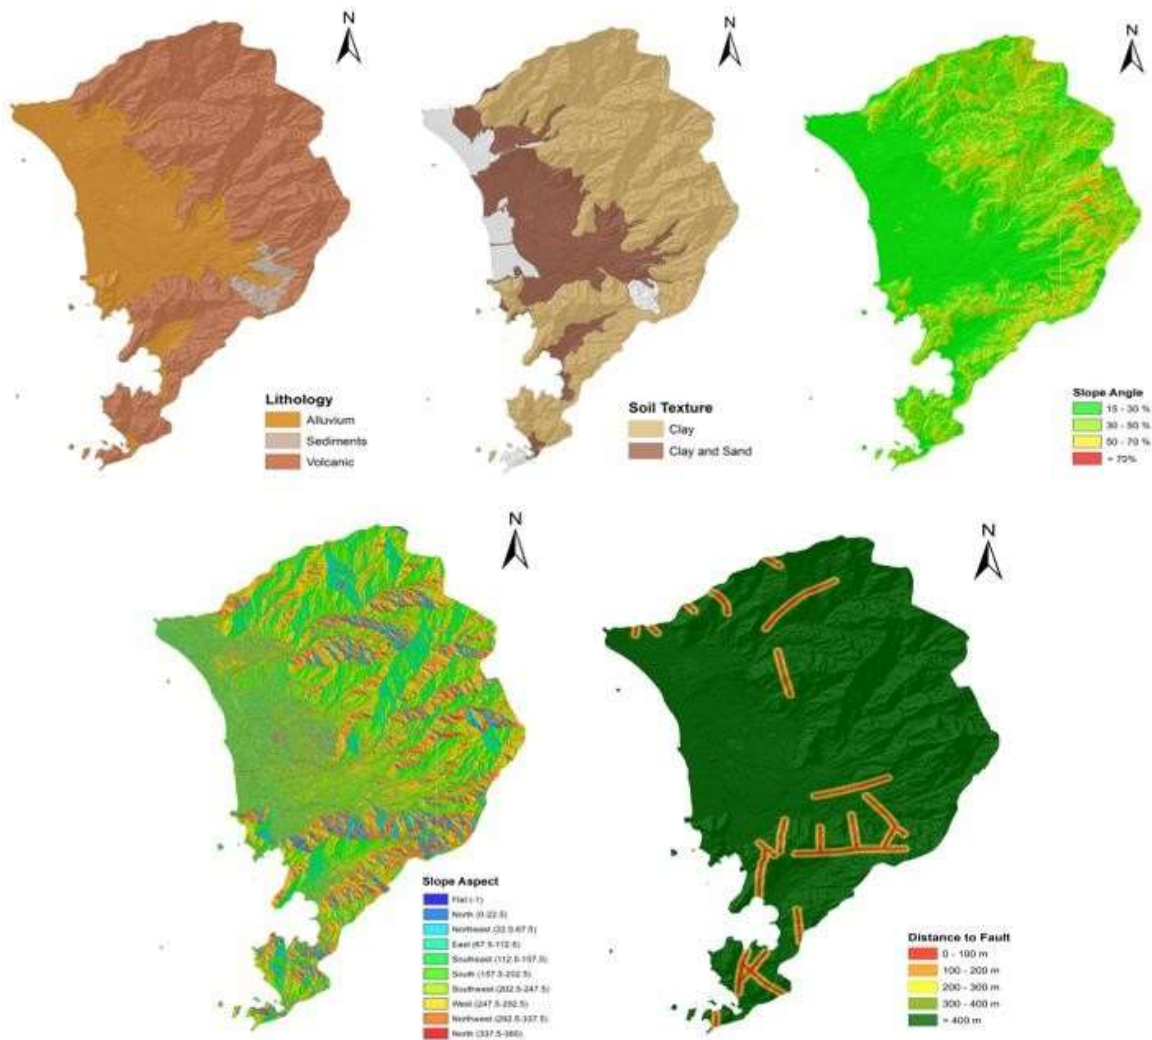 N
N
N
Lithology
Alluvium
Sediments
Volcanic
Soil Texture
Clay
Clay and Sand
Slope Angle
15 - 30 %
30 - 50 %
50 - 70 %
> 70%
N
N
Slope Aspect
Flat (-1)
North (0-22.5)
Northeast (22.5-67.5)
East (67.5-112.5)
Southeast (112.5-157.5)
South (157.5-202.5)
Southwest (202.5-247.5)
West (247.5-292.5)
Northwest (292.5-337.5)
North (337.5-360)
Distance to Fault
0 - 100 m
100 - 200 m
200 - 300 m
300 - 400 m
> 400 m